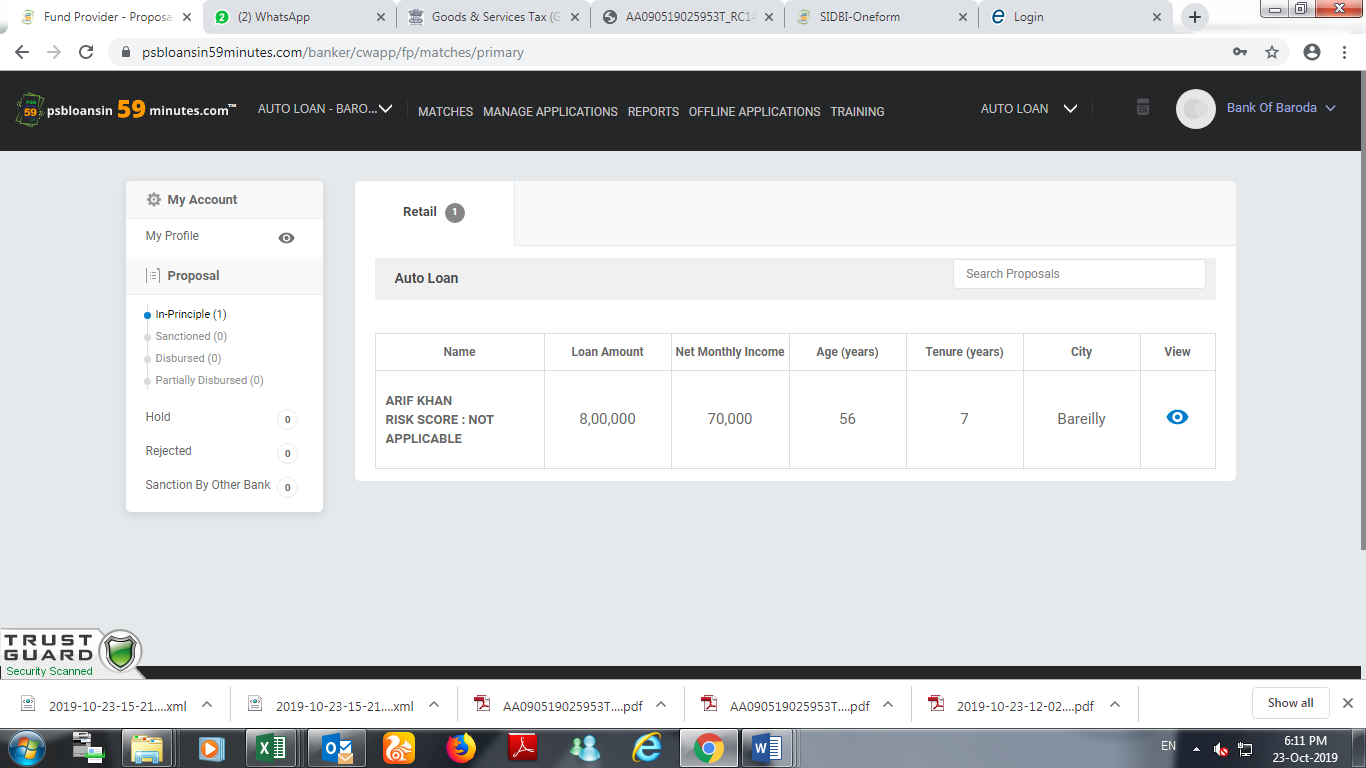 Fund Provider - Proposa
(2) WhatsApp
Goods & Services Tax (G
AA090519025953T_RC14
SIDBI-Oneform
Login
psbloansin59minutes.com/banker/cwapp/fp/matches/primary
psbloansin 59 minutes.com™
AUTO LOAN - BARO...
MATCHES
MANAGE APPLICATIONS
REPORTS
OFFLINE APPLICATIONS
TRAINING
AUTO LOAN
Bank Of Baroda
My Account
My Profile
Proposal
In-Principle (1)
Sanctioned (0)
Disbursed (0)
Partially Disbursed (0)
Hold 0
Rejected 0
Sanction By Other Bank 0
Retail 1
Auto Loan
Search Proposals
Name Loan Amount Net Monthly Income Age (years) Tenure (years) City View
ARIF KHAN
RISK SCORE : NOT
APPLICABLE
8,00,000 70,000 56 7 Bareilly
TRUST
GUARD
Security Scanned
2019-10-23-15-21....xml
2019-10-23-15-21....xml
AA090519025953T....pdf
AA090519025953T....pdf
2019-10-23-12-02....pdf
Show all
EN
6:11 PM
23-Oct-2019